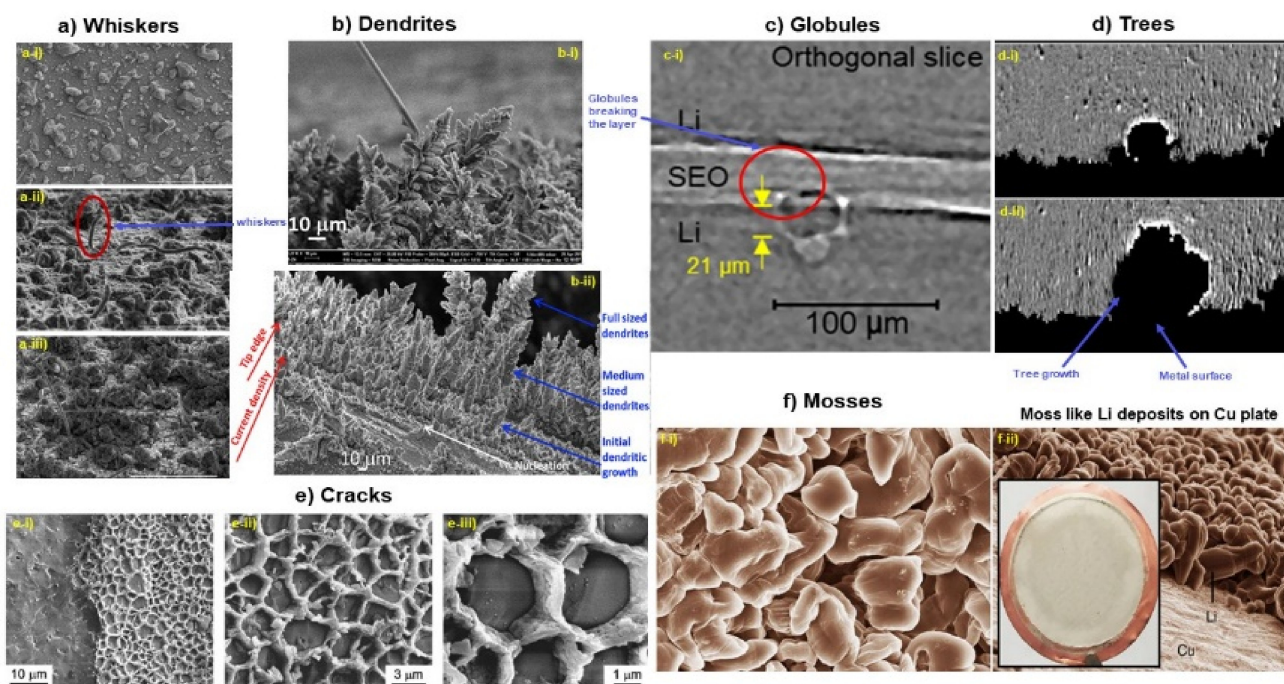 a) Whiskers
a-i)
a-ii)
whiskers
a-iii)
b) Dendrites
b-i)
10 μm
b-ii)
Tip edge
Current density
Full sized
dendrites
Medium
sized
dendrites
Initial
dendritic
growth
Nucleation
10 μm
c) Globules
c-i)
Orthogonal slice
Globules
breaking
the layer
Li
SEO
Li
21 μm
100 μm
d) Trees
d-i)
d-ii)
Tree growth
Metal surface
e) Cracks
e-i)
10 μm
e-ii)
3 μm
e-iii)
1 μm
f) Mosses
f-i)
Moss like Li deposits on Cu plate
f-ii)
Li
Cu